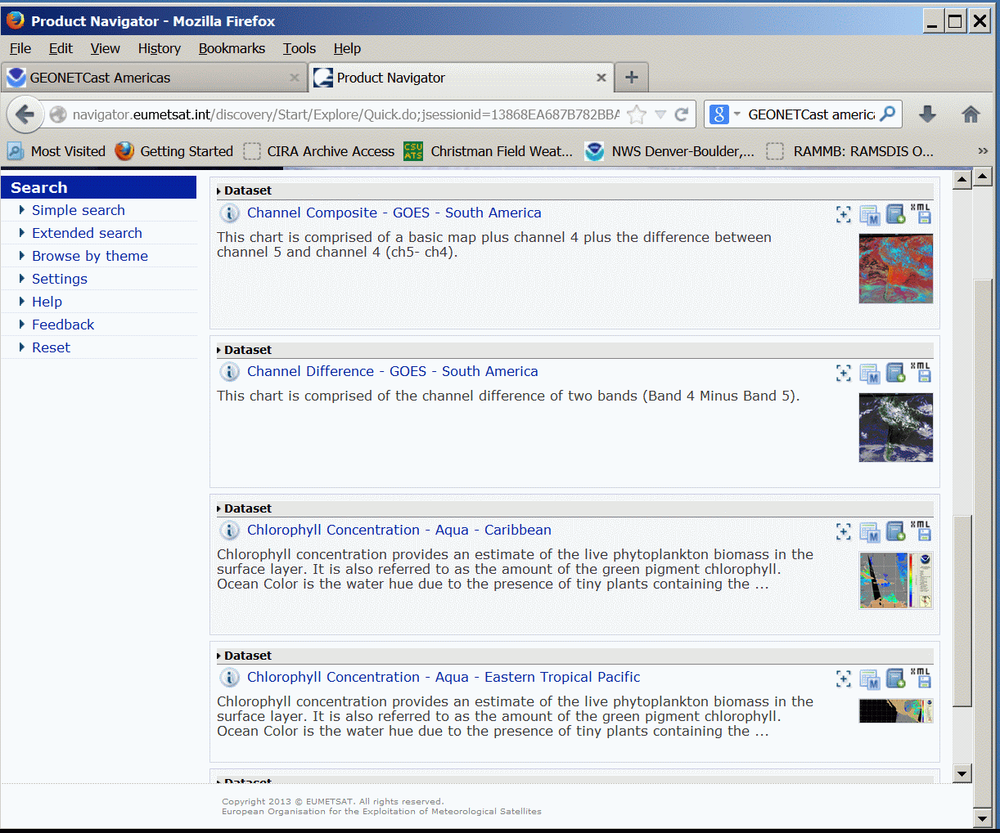 Product Navigator - Mozilla Firefox
File Edit View History Bookmarks Tools Help
GEONETCast Americas
Product Navigator
navigator.eumetsat.int/discovery/Start/Explore/Quick.do;jsessionid=13868EA687B782BBA
GEONETCast americ
Most Visited Getting Started CIRA Archive Access CSU ATS Christman Field Weat... NWS Denver-Boulder,... RAMMB: RAMSDIS O... »
Search
Simple search
Extended search
Browse by theme
Settings
Help
Feedback
Reset
Dataset
Channel Composite - GOES - South America
XML
This chart is comprised of a basic map plus channel 4 plus the difference between
channel 5 and channel 4 (ch5- ch4).
Dataset
Channel Difference - GOES - South America
XML
This chart is comprised of the channel difference of two bands (Band 4 Minus Band 5).
Dataset
Chlorophyll Concentration - Aqua - Caribbean
XML
Chlorophyll concentration provides an estimate of the live phytoplankton biomass in the
surface layer. It is also referred to as the amount of the green pigment chlorophyll.
Ocean Color is the water hue due to the presence of tiny plants containing the ...
Dataset
Chlorophyll Concentration - Aqua - Eastern Tropical Pacific
XML
Chlorophyll concentration provides an estimate of the live phytoplankton biomass in the
surface layer. It is also referred to as the amount of the green pigment chlorophyll.
Ocean Color is the water hue due to the presence of tiny plants containing the ...
Dataset
Copyright 2013 © EUMETSAT. All rights reserved.
European Organisation for the Exploitation of Meteorological Satellites